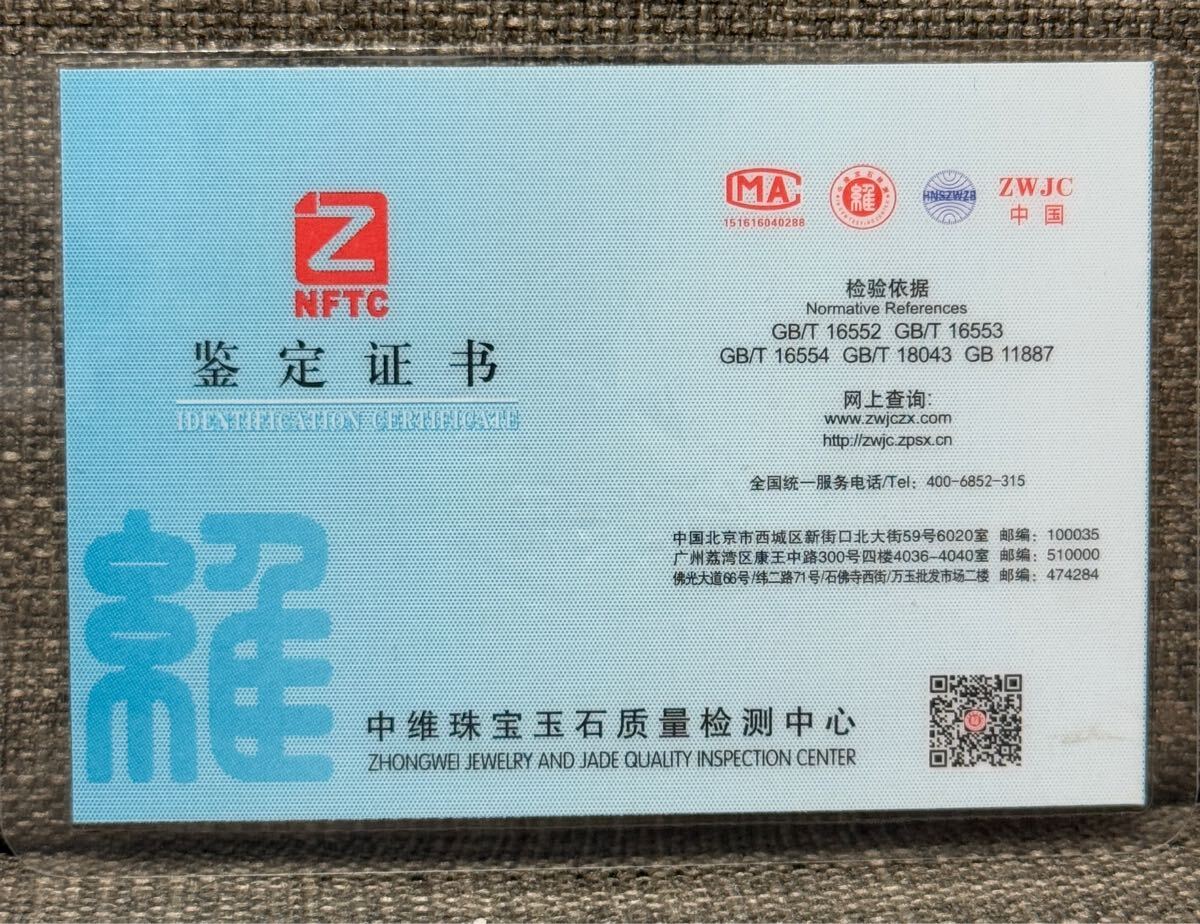 Z
NFTC
鉴定证书
IDENTIFICATION CERTIFICATE
MA
151616040288
HNSZWZB
ZWJC
中国
检验依据
Normative References
GB/T 16552 GB/T 16553
GB/T 16554 GB/T 18043 GB 11887
网上查询:
www.zwjczx.com
http://zwjc.zpsx.cn
全国统一服务电话/Tel：400-6852-315
中国北京市西城区新街口北大街59号6020室 邮编：100035
广州荔湾区康王中路300号四楼4036-4040室 邮编：510000
佛光大道66号/纬二路71号/石佛寺西街/万玉批发市场二楼 邮编：474284
中维珠宝玉石质量检测中心
ZHONGWEI JEWELRY AND JADE QUALITY INSPECTION CENTER